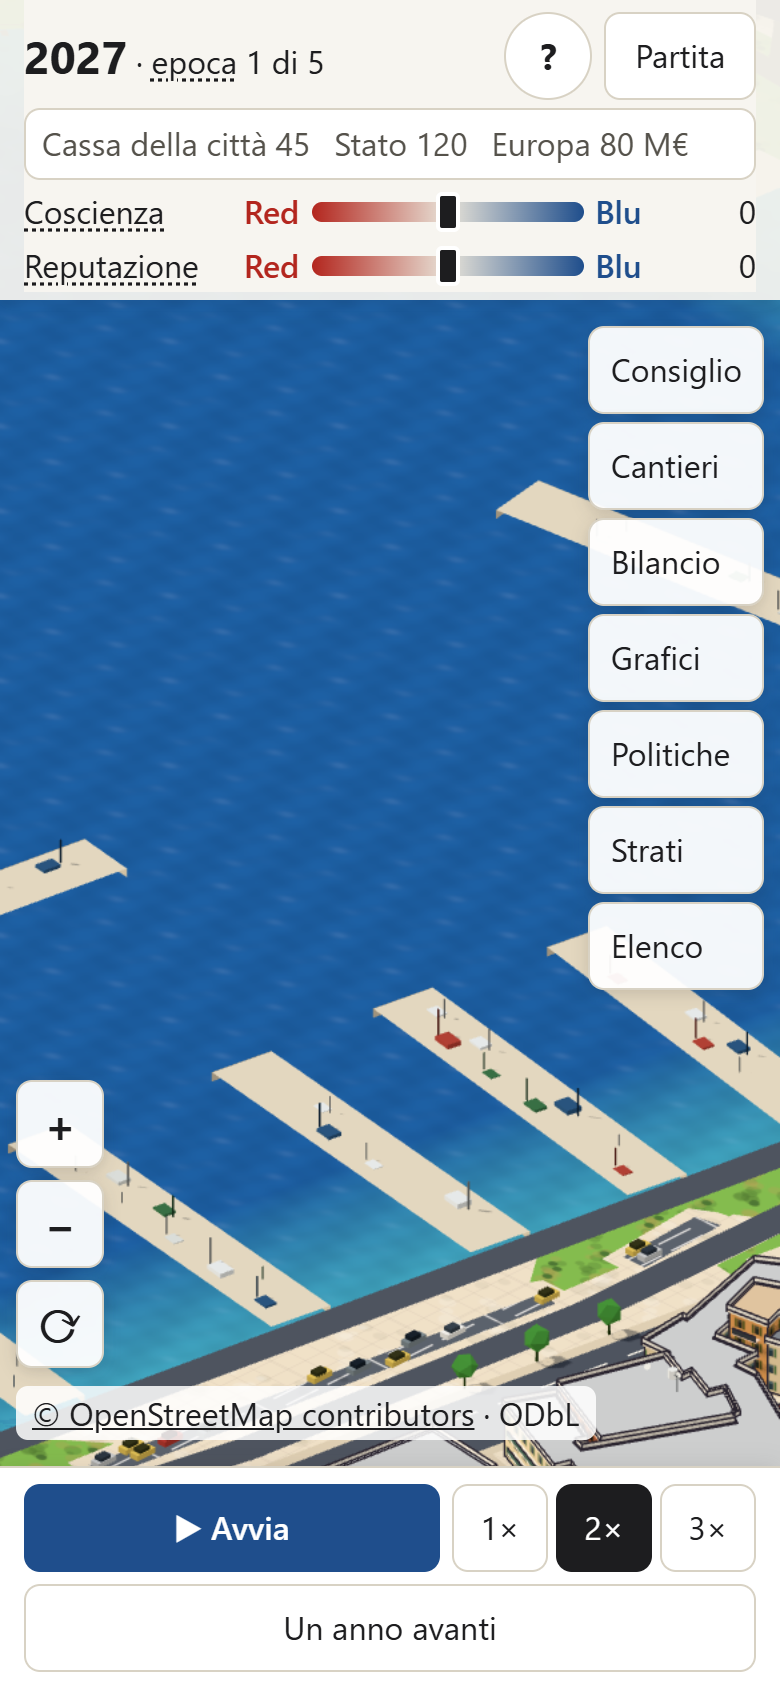 2027 · epoca 1 di 5
?
Partita
Cassa della città 45 Stato 120 Europa 80 M€
Coscienza Red Blu 0
Reputazione Red Blu 0
Consiglio
Cantieri
Bilancio
Grafici
Politiche
Strati
Elenco
+
−
© OpenStreetMap contributors · ODbL
▶ Avvia 1× 2× 3×
Un anno avanti